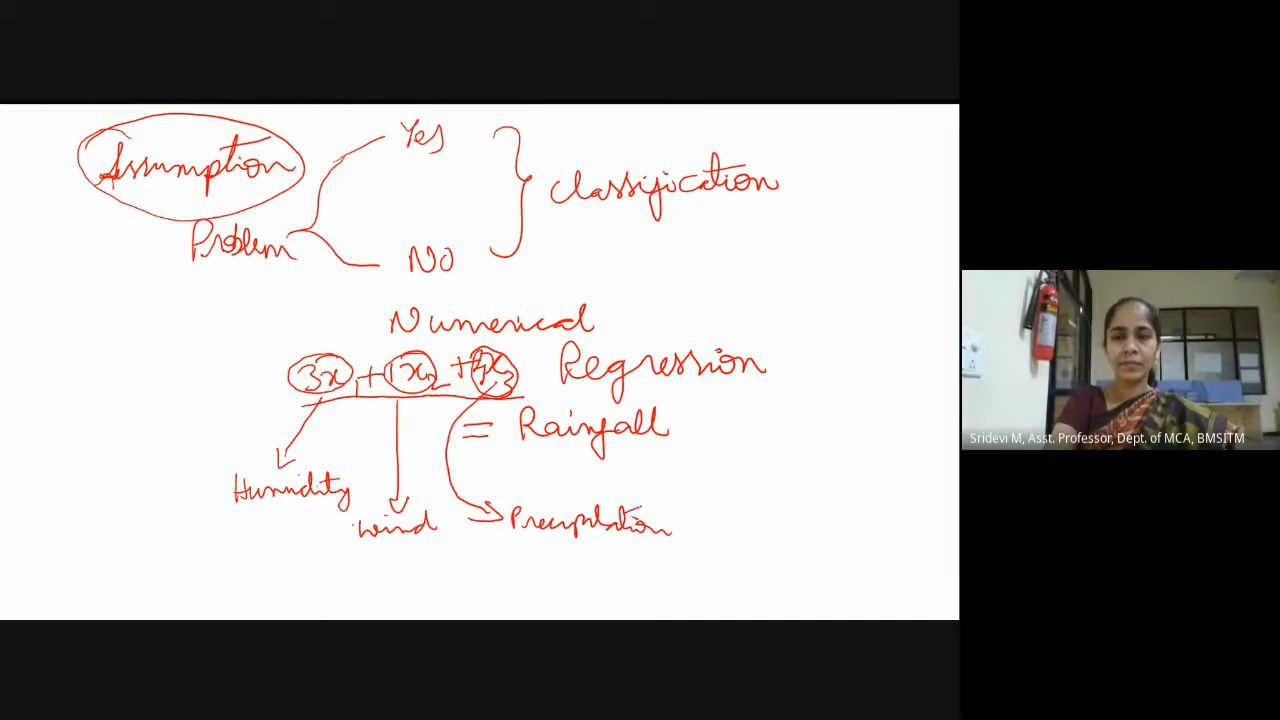 Assumption
Yes
Classification
Problem
No
Numerical
3x1 + 1x2 + 4x3 Regression
= Rainfall
Humidity
Wind
Precipitation
Sridevi M, Asst. Professor, Dept. of MCA, BMSITM